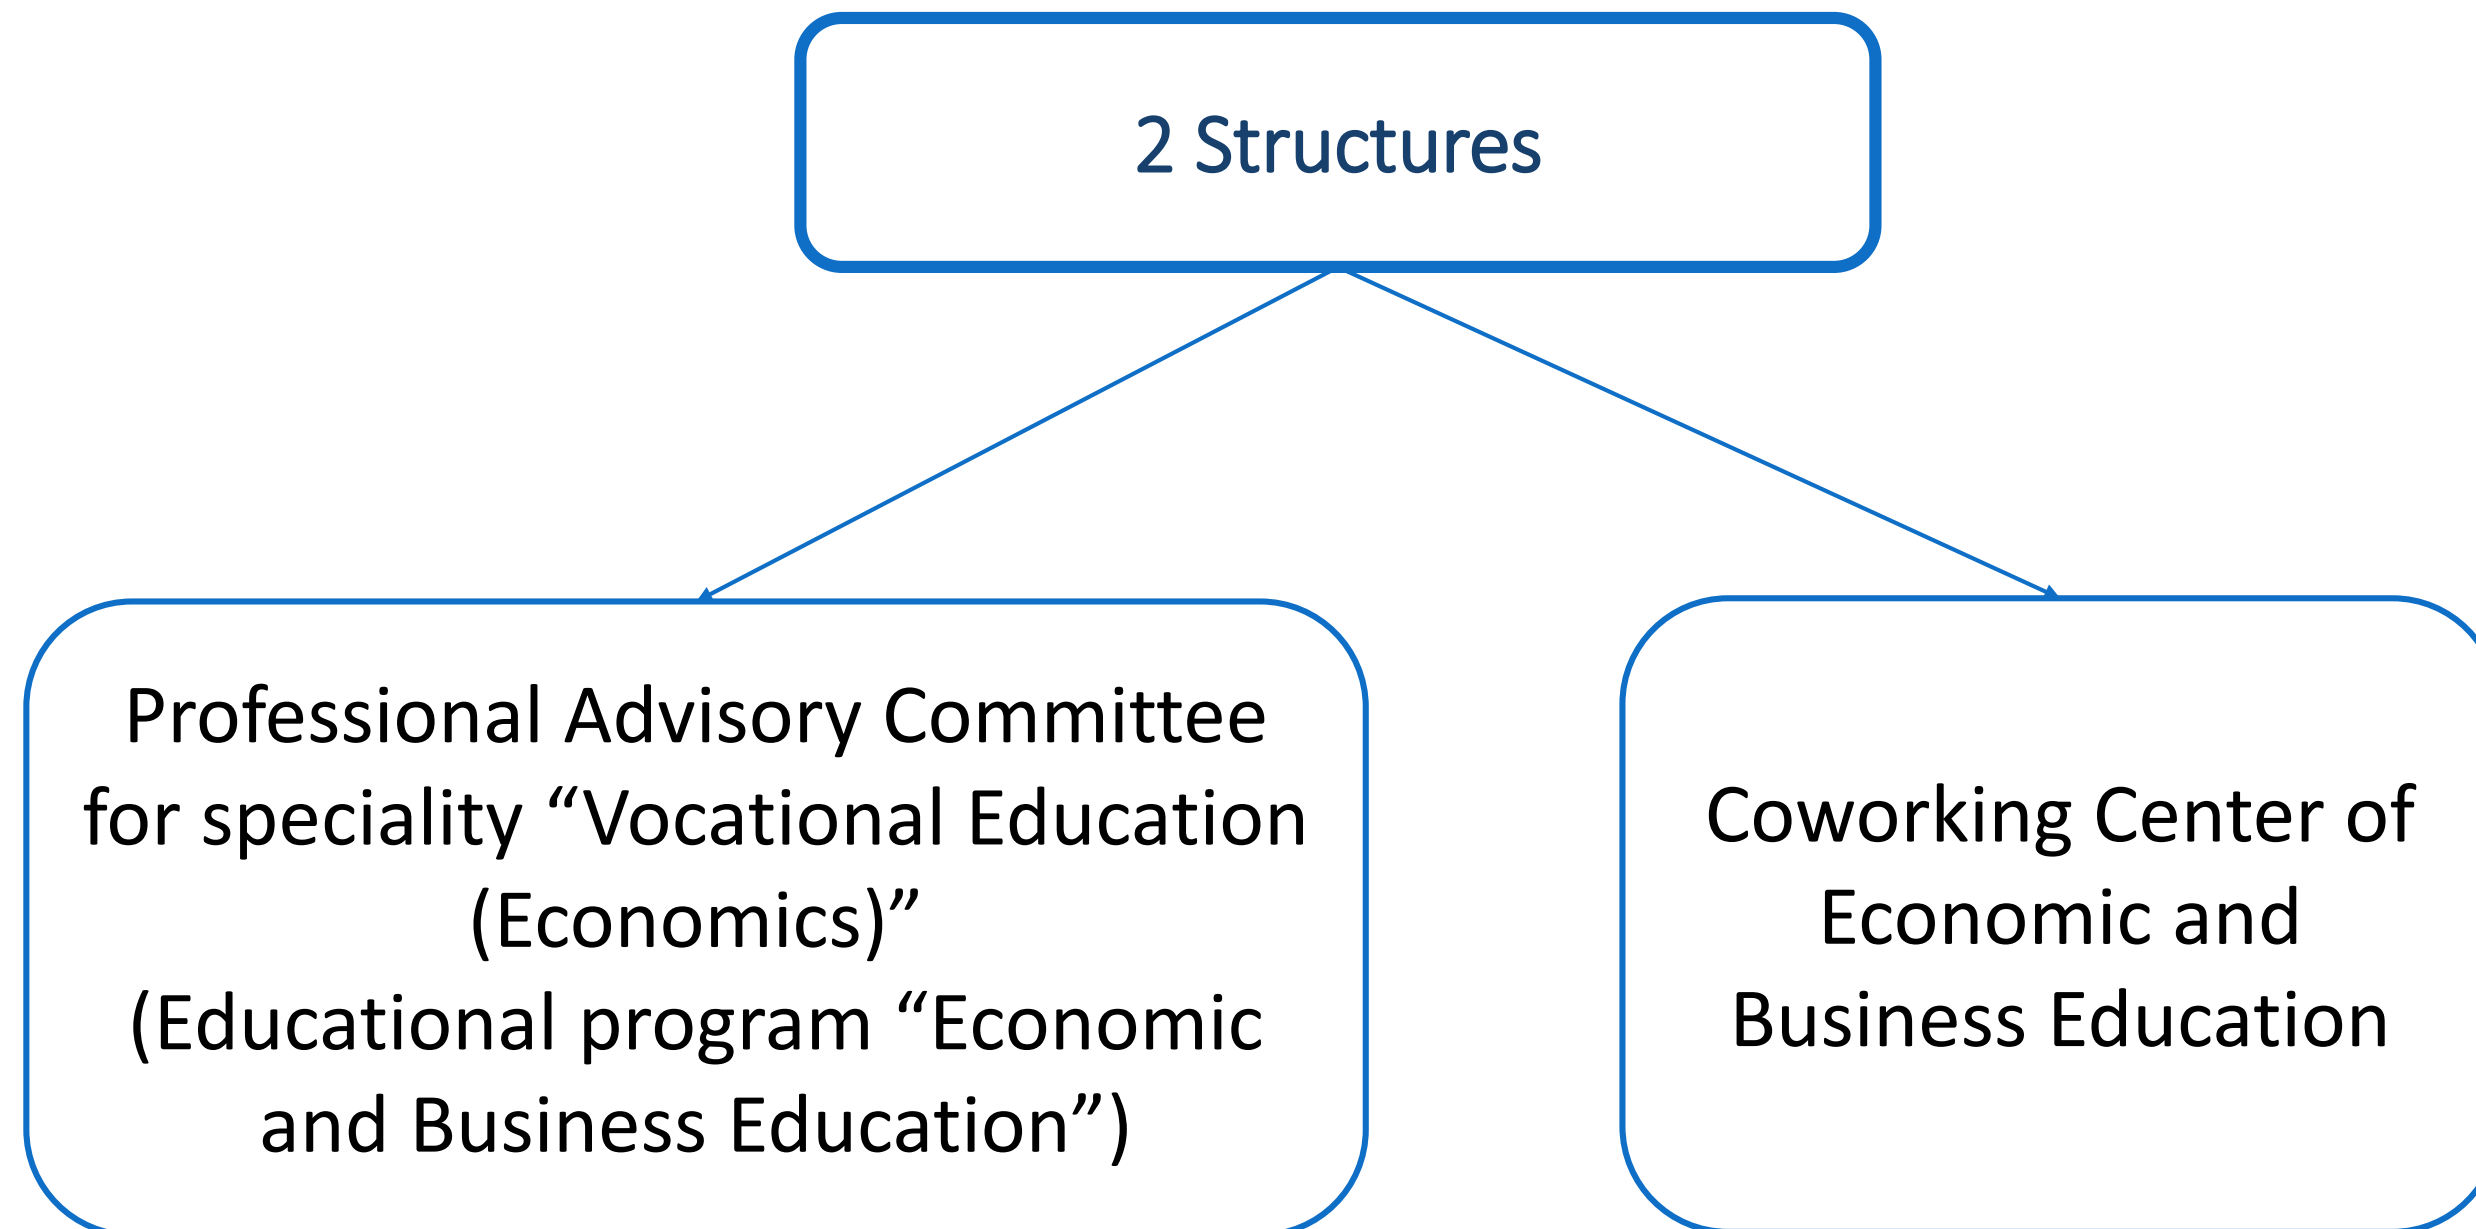 2 Structures
Professional Advisory Committee
for speciality “Vocational Education
(Economics)”
(Educational program “Economic
and Business Education”)
Coworking Center of
Economic and
Business Education